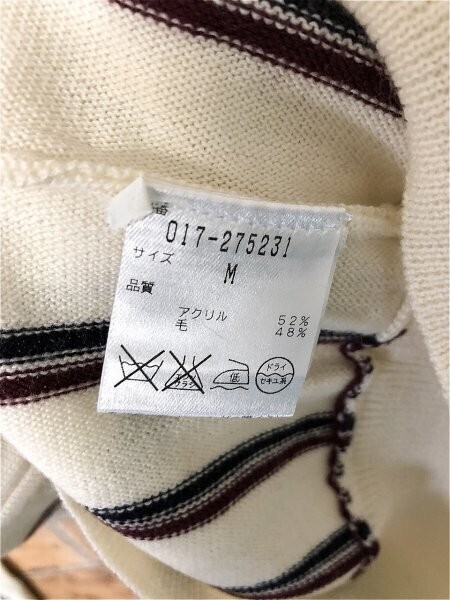 番
017-275231
サイズ
M
品質
アクリル 52%
毛 48%
低
ドライ
セキユ系